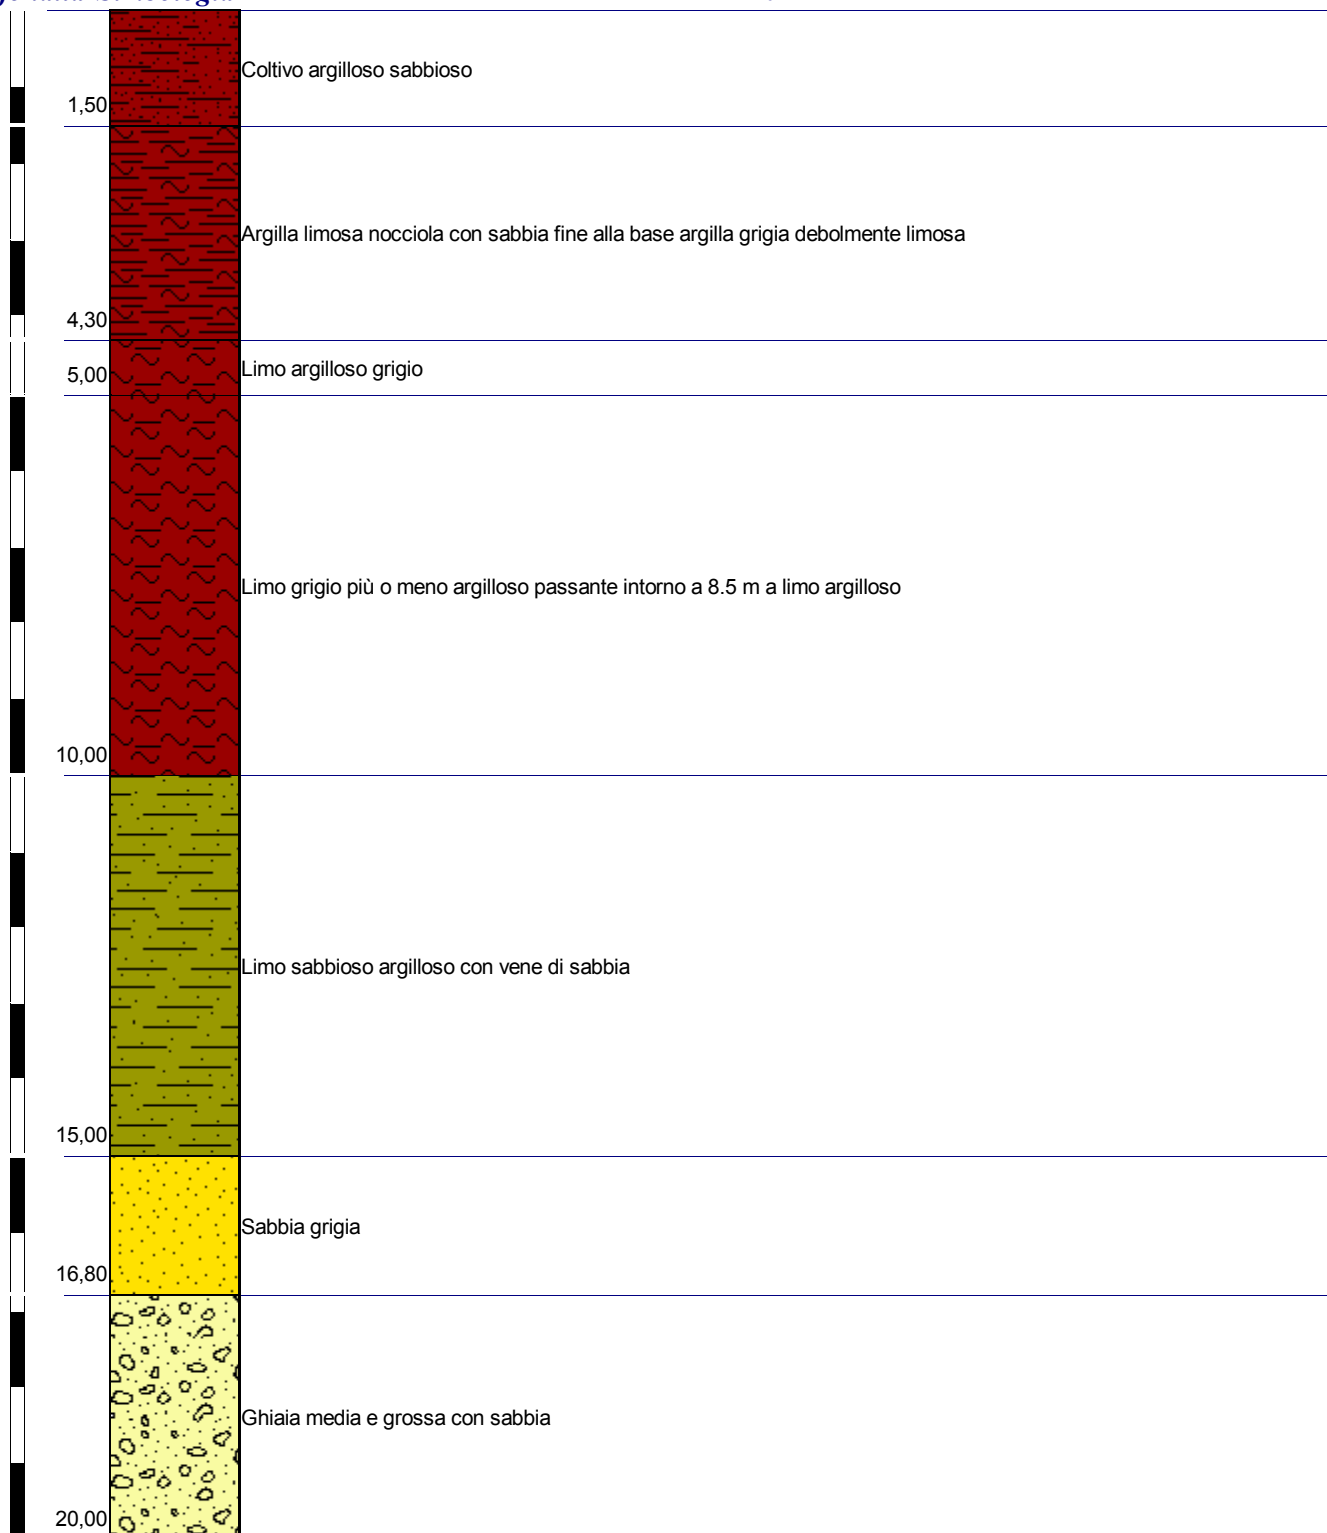 Coltivo argilloso sabbioso
1,50
Argilla limosa nocciola con sabbia fine alla base argilla grigia debolmente limosa
4,30
Limo argilloso grigio
5,00
Limo grigio più o meno argilloso passante intorno a 8.5 m a limo argilloso
10,00
Limo sabbioso argilloso con vene di sabbia
15,00
Sabbia grigia
16,80
Ghiaia media e grossa con sabbia
20,00